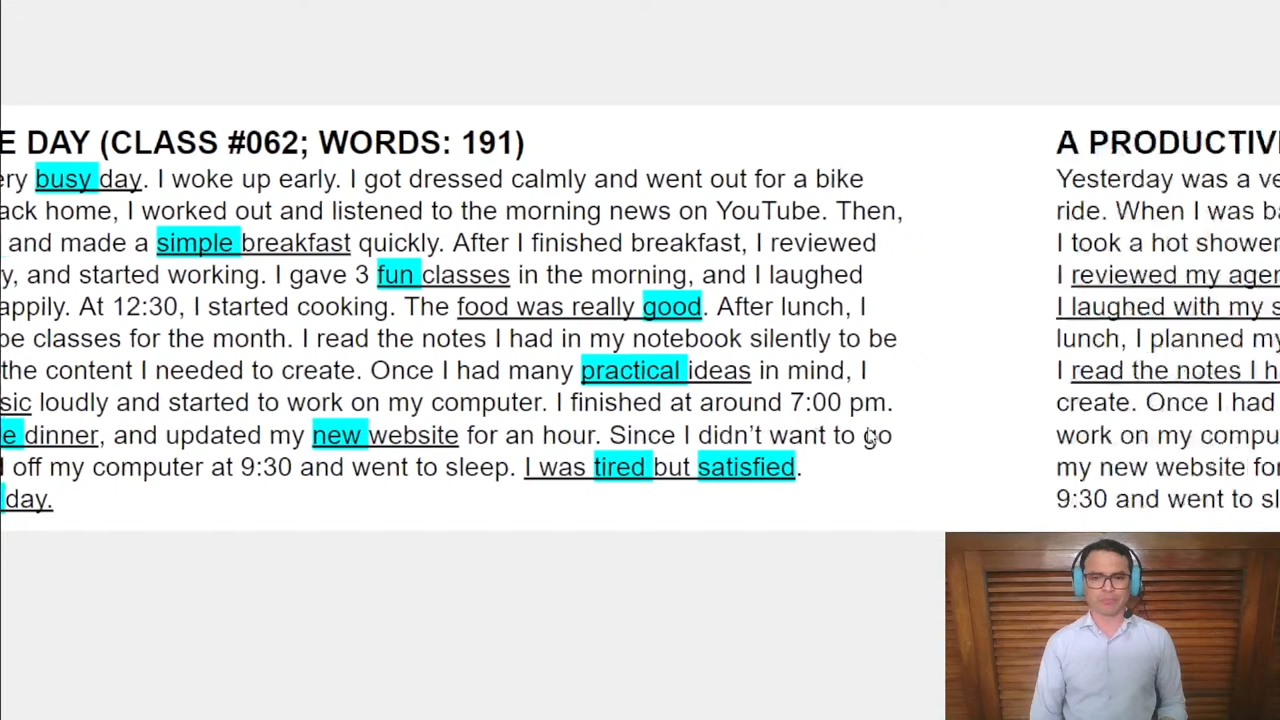 E DAY (CLASS #062; WORDS: 191)
ery busy day. I woke up early. I got dressed calmly and went out for a bike
ack home, I worked out and listened to the morning news on YouTube. Then,
and made a simple breakfast quickly. After I finished breakfast, I reviewed
y, and started working. I gave 3 fun classes in the morning, and I laughed
appily. At 12:30, I started cooking. The food was really good. After lunch, I
be classes for the month. I read the notes I had in my notebook silently to be
the content I needed to create. Once I had many practical ideas in mind, I
sic loudly and started to work on my computer. I finished at around 7:00 pm.
e dinner, and updated my new website for an hour. Since I didn’t want to go
off my computer at 9:30 and went to sleep. I was tired but satisfied.
day.
A PRODUCTIV
Yesterday was a ve
ride. When I was ba
I took a hot shower
I reviewed my agen
I laughed with my s
lunch, I planned my
I read the notes I h
create. Once I had
work on my compu
my new website for
9:30 and went to sl